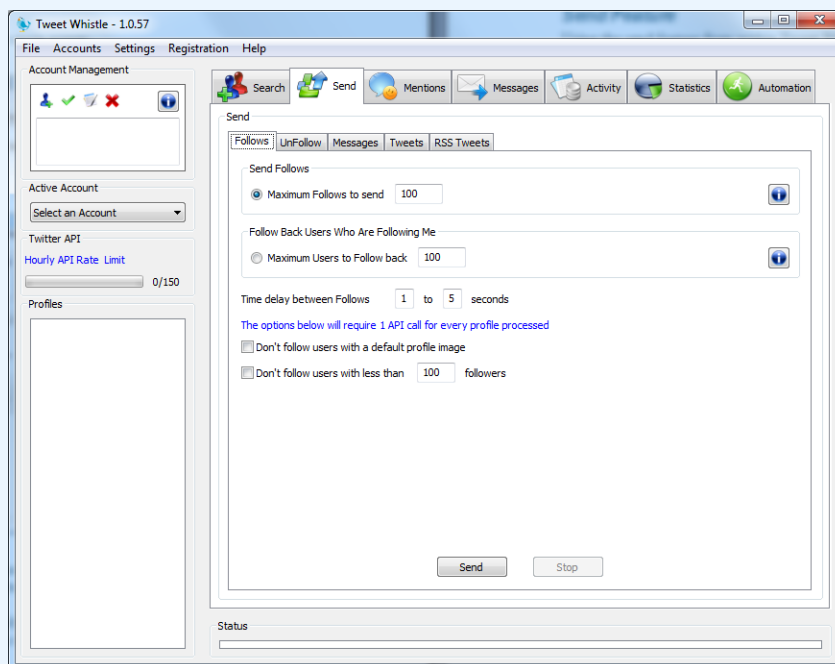 Tweet Whistle - 1.0.57
File Accounts Settings Registration Help
Account Management
Active Account
Select an Account
Twitter API
Hourly API Rate Limit
0/150
Profiles
Search Send Mentions Messages Activity Statistics Automation
Send
Follows UnFollow Messages Tweets RSS Tweets
Send Follows
Maximum Follows to send 100
Follow Back Users Who Are Following Me
Maximum Users to Follow back 100
Time delay between Follows 1 to 5 seconds
The options below will require 1 API call for every profile processed
Don't follow users with a default profile image
Don't follow users with less than 100 followers
Send Stop
Status